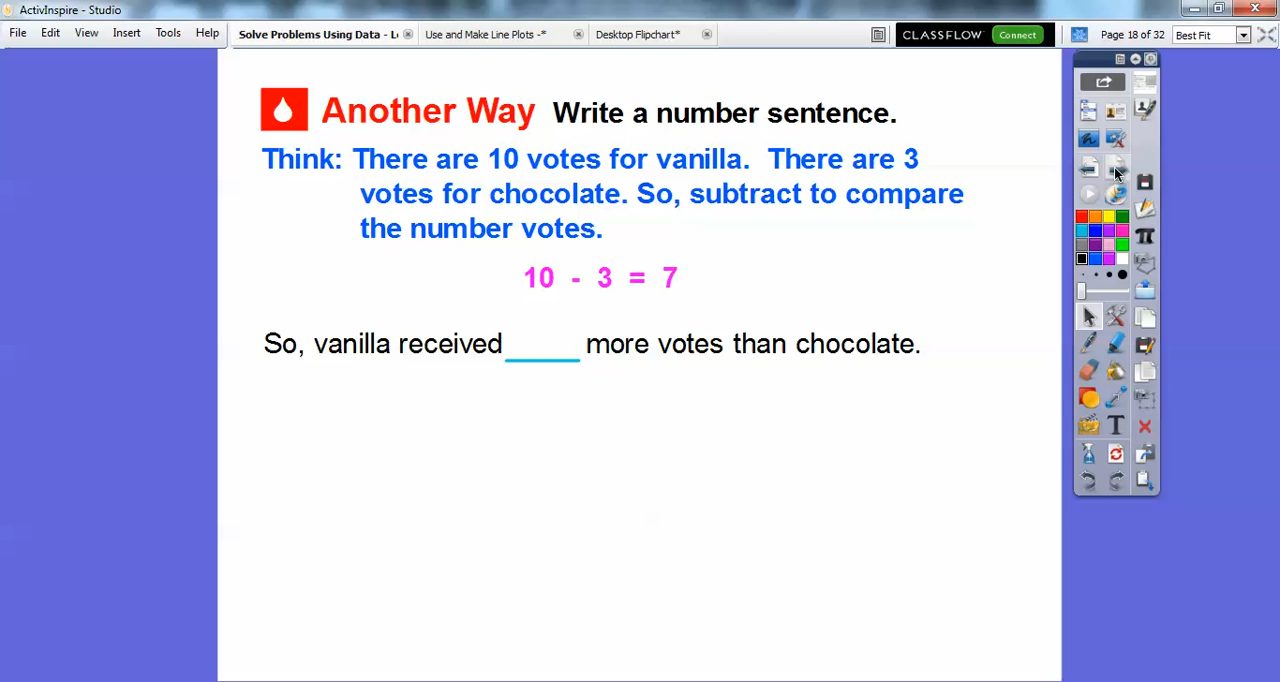 ActivInspire - Studio
File Edit View Insert Tools Help
Solve Problems Using Data - Le
Use and Make Line Plots -*
Desktop Flipchart*
CLASSFLOW Connect
Page 18 of 32
Best Fit
Another Way Write a number sentence.
Think: There are 10 votes for vanilla. There are 3
votes for chocolate. So, subtract to compare
the number votes.
10 - 3 = 7
So, vanilla received _____ more votes than chocolate.